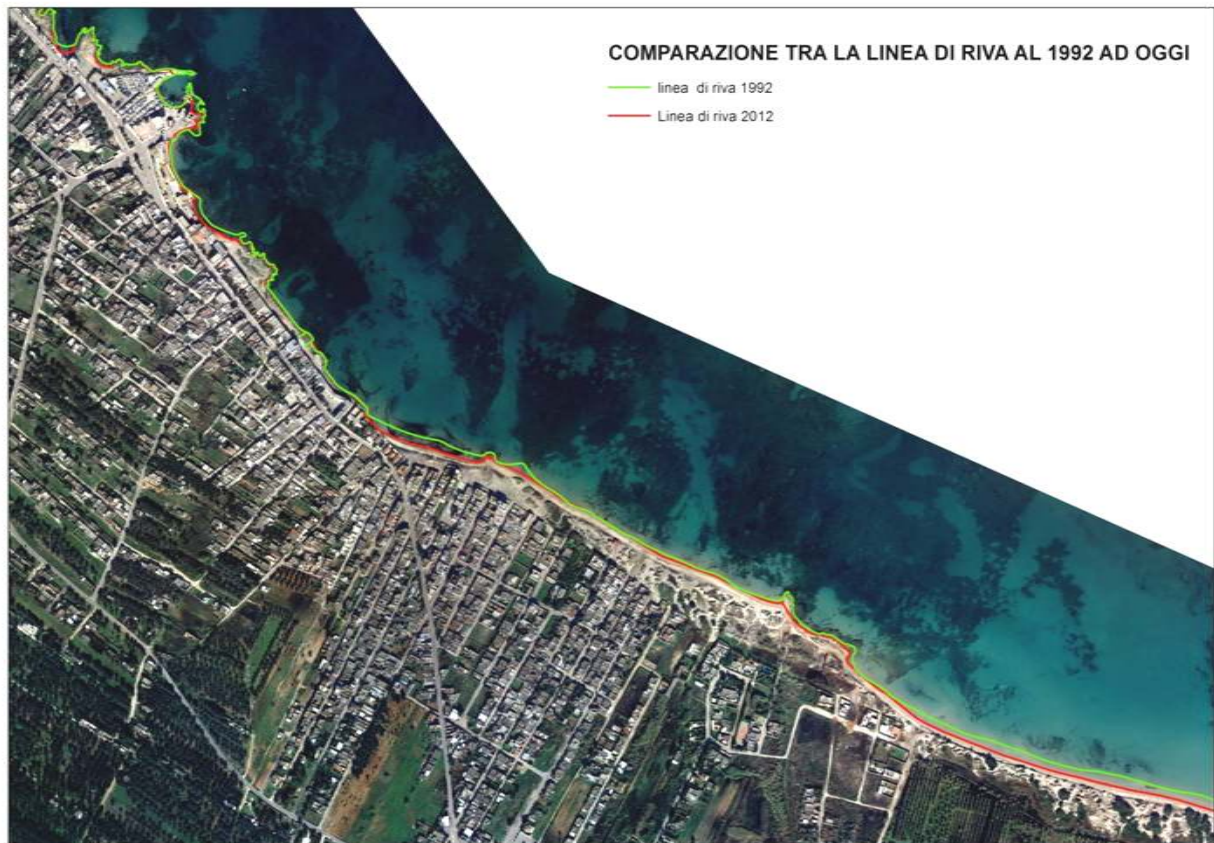 COMPARAZIONE TRA LA LINEA DI RIVA AL 1992 AD OGGI
linea di riva 1992
Linea di riva 2012